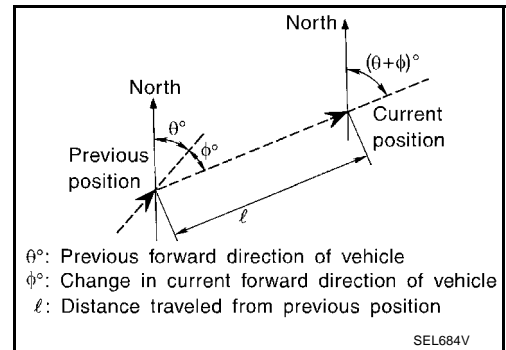 North
(θ+ϕ)°
North
θ°
Current
position
ϕ°
Previous
position
ℓ
θ°: Previous forward direction of vehicle
ϕ°: Change in current forward direction of vehicle
ℓ: Distance traveled from previous position
SEL684V